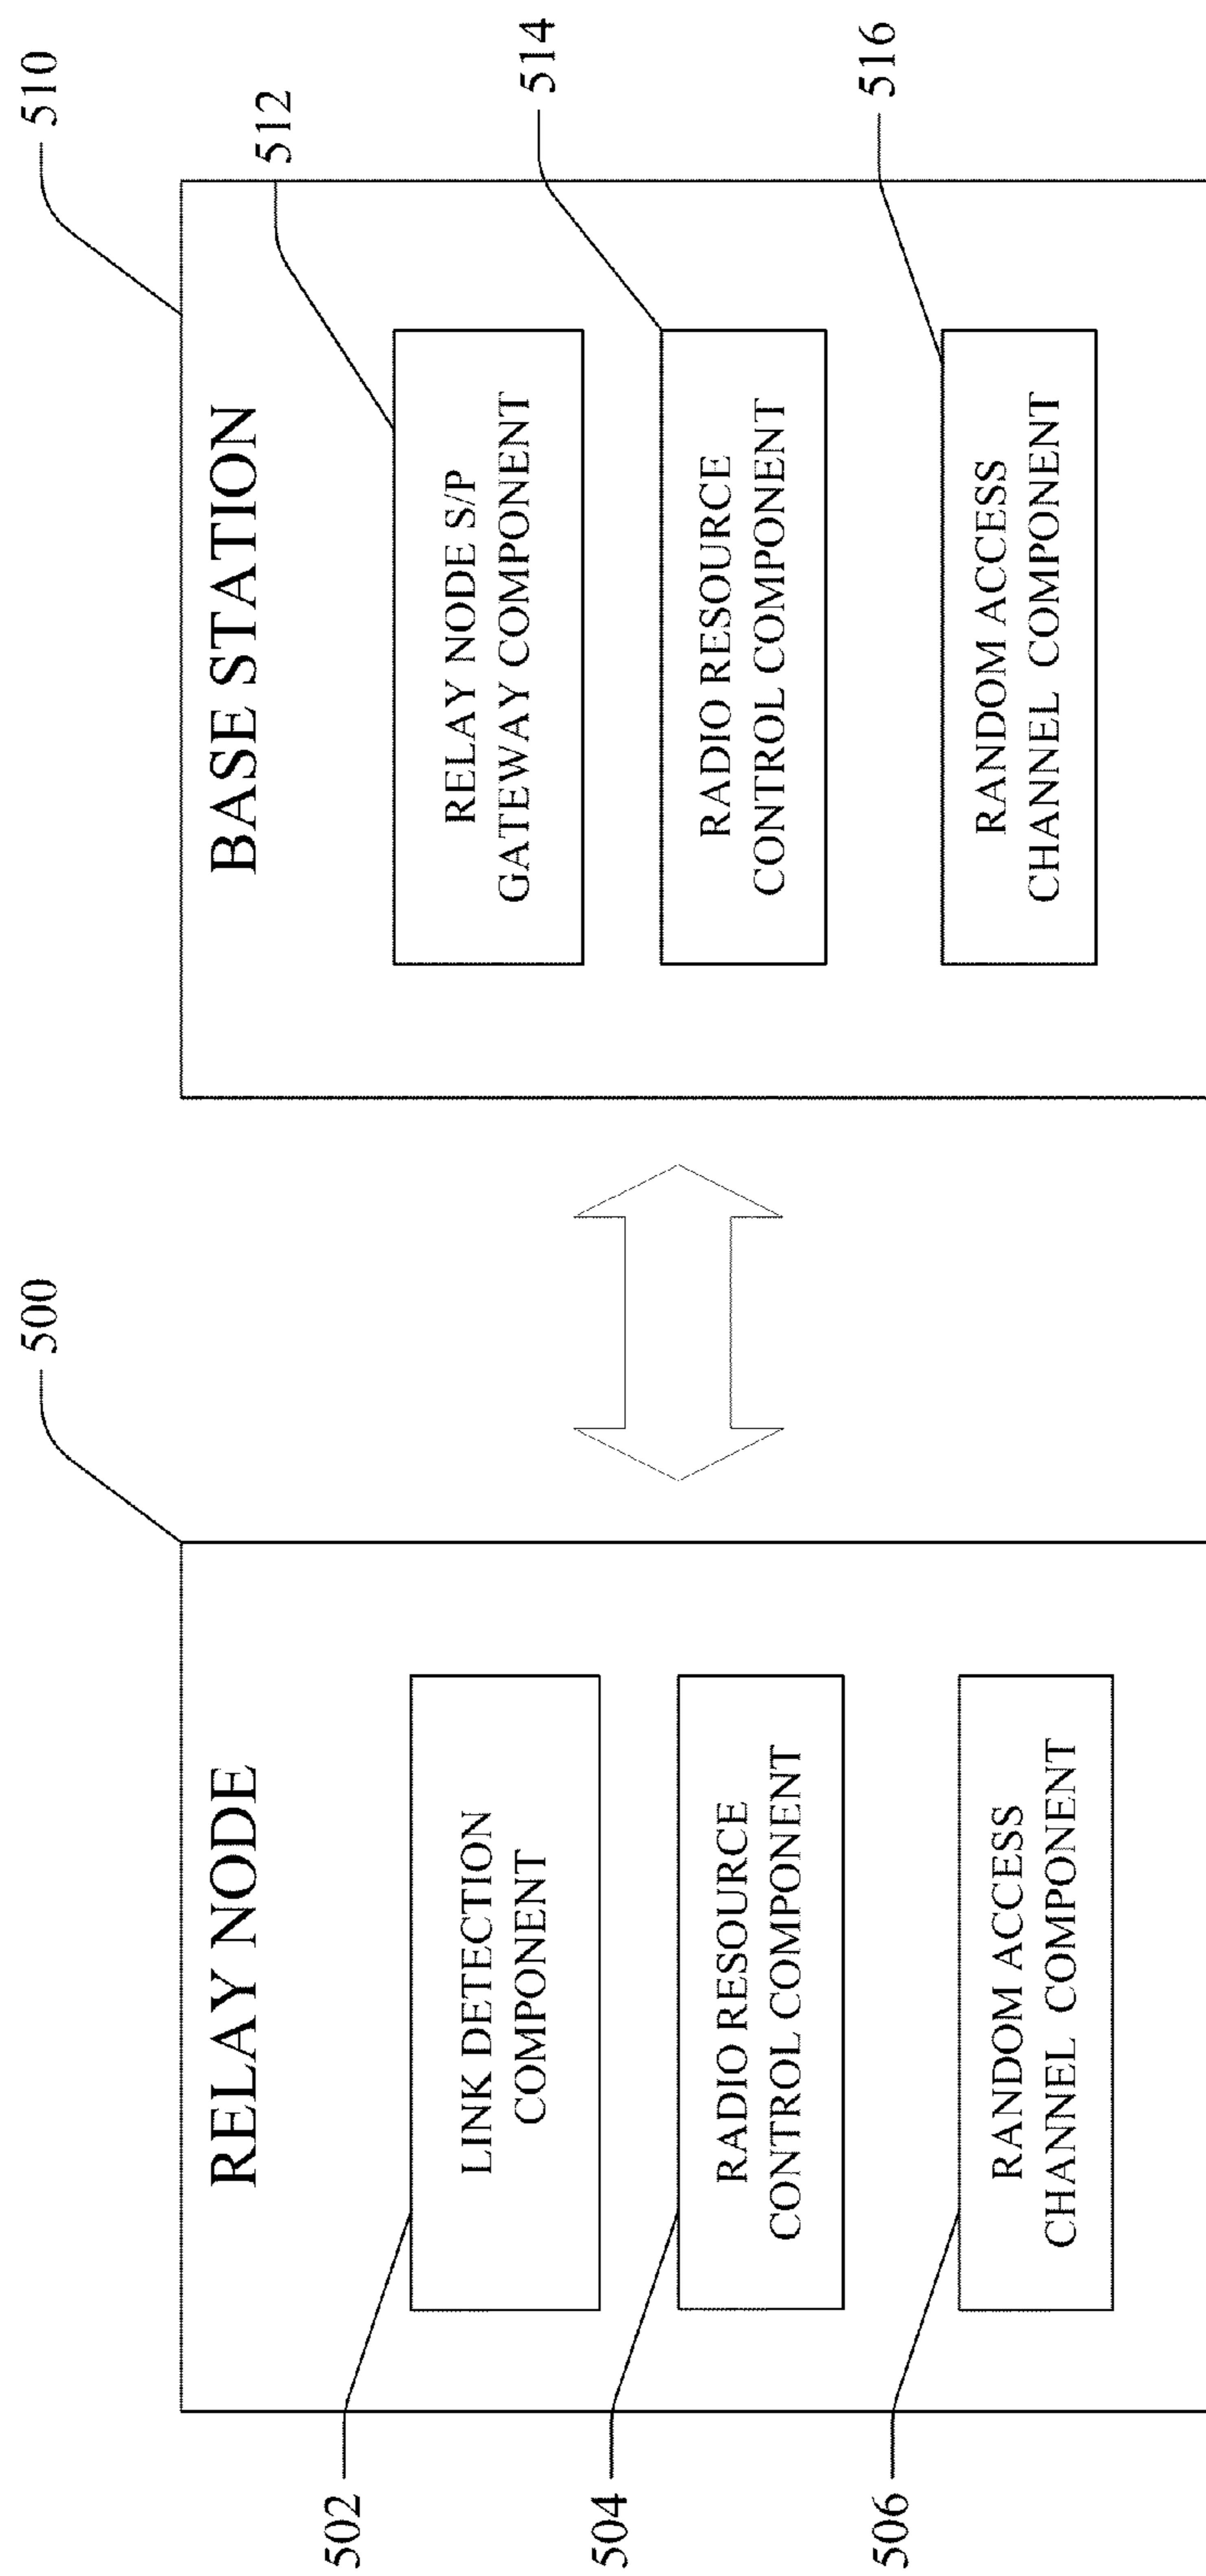 500
RELAY NODE
502
LINK DETECTION
COMPONENT
504
RADIO RESOURCE
CONTROL COMPONENT
506
RANDOM ACCESS
CHANNEL COMPONENT
510
BASE STATION
512
RELAY NODE S/P
GATEWAY COMPONENT
514
RADIO RESOURCE
CONTROL COMPONENT
516
RANDOM ACCESS
CHANNEL COMPONENT